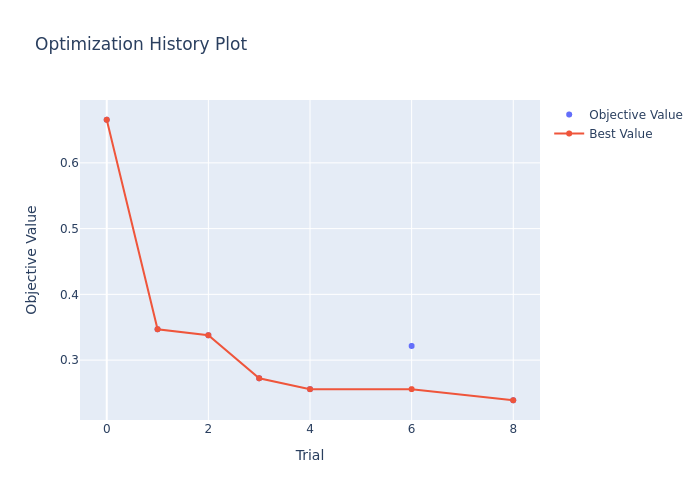 Optimization History Plot
Objective Value
Best Value
0.6
0.5
0.4
0.3
Objective Value
0
2
4
6
8
Trial